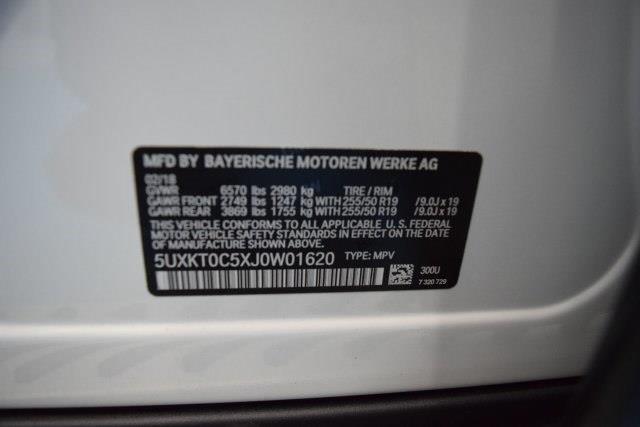 MFD BY BAYERISCHE MOTOREN WERKE AG
02/18
GVWR 6570 lbs 2980 kg TIRE / RIM
GAWR FRONT 2749 lbs 1247 kg WITH 255/50 R19 /9.0J x 19
GAWR REAR 3869 lbs 1755 kg WITH 255/50 R19 /9.0J x 19
THIS VEHICLE CONFORMS TO ALL APPLICABLE U. S. FEDERAL
MOTOR VEHICLE SAFETY STANDARDS IN EFFECT
ON THE DATE OF MANUFACTURE SHOWN ABOVE.
5UXKT0C5XJ0W01620 TYPE: MPV
300U
7 320 729